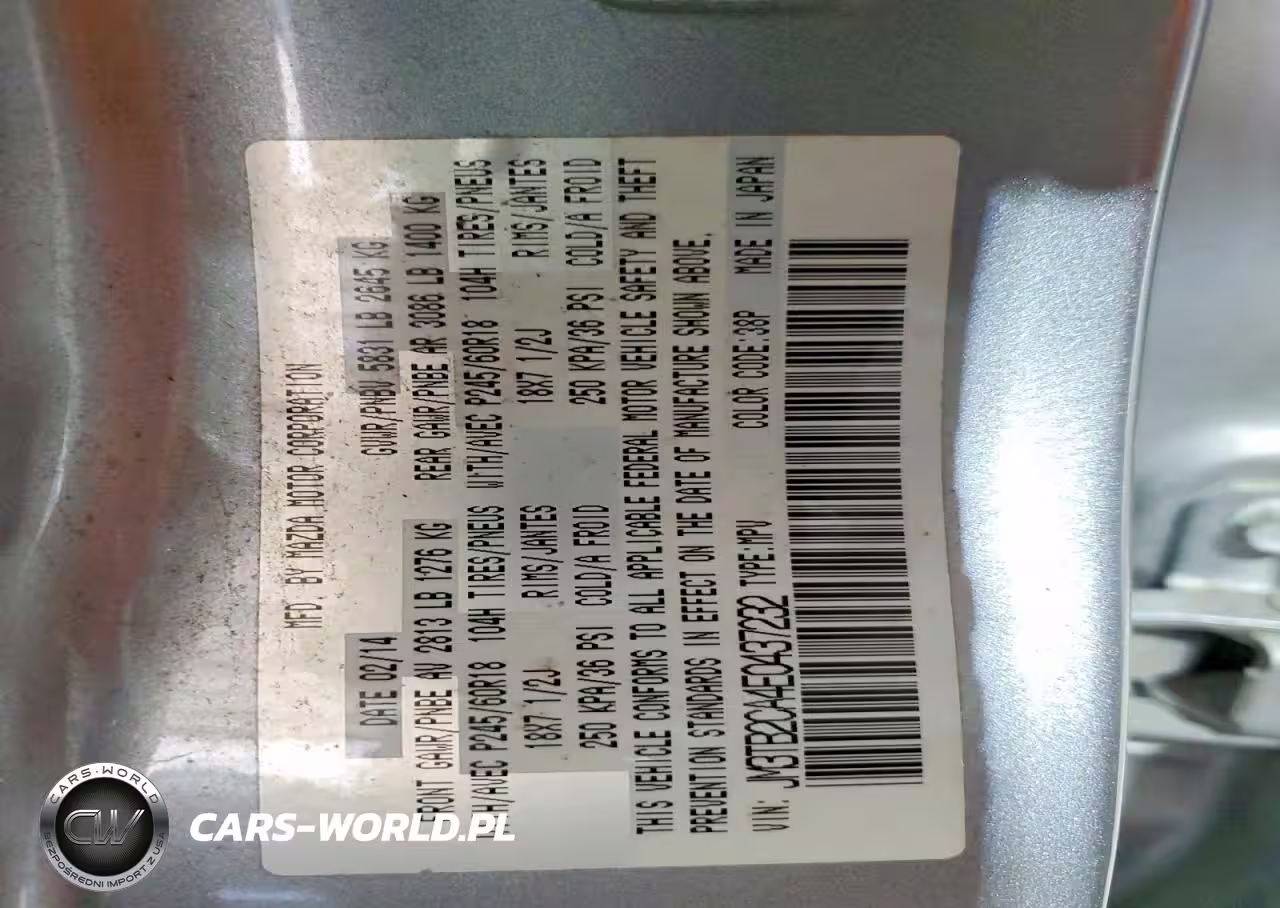 MFD. BY MAZDA MOTOR CORPORATION
DATE 02/14 GVWR/PNBV 5831 LB 2645 KG
FRONT GAWR/PNBE AV 2813 LB 1276 KG REAR GAWR/PNBE AR 3086 LB 1400 KG
WITH/AVEC P245/60R18 104H TIRES/PNEUS WITH/AVEC P245/60R18 104H TIRES/PNEUS
18X7 1/2J RIMS/JANTES 18X7 1/2J RIMS/JANTES
250 KPA/36 PSI COLD/A FROID 250 KPA/36 PSI COLD/A FROID
THIS VEHICLE CONFORMS TO ALL APPLICABLE FEDERAL MOTOR VEHICLE SAFETY AND THEFT
PREVENTION STANDARDS IN EFFECT ON THE DATE OF MANUFACTURE SHOWN ABOVE.
VIN: JM3TB2CA4E0437232 TYPE:MPV COLOR CODE:38P MADE IN JAPAN
CARS-WORLD
CW
BEZPOŚREDNI IMPORT Z USA
CARS-WORLD.PL